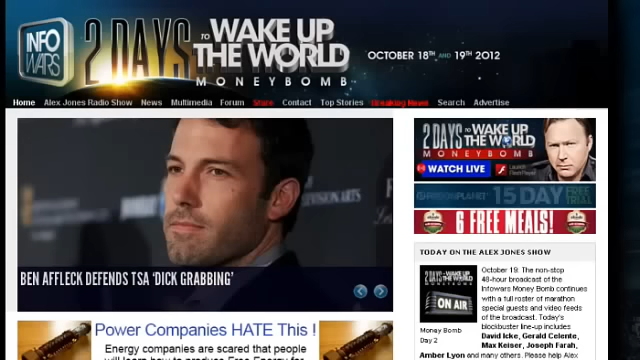 INFO
WARS
2 DAYS TO WAKE UP
THE WORLD
MONEYBOMB
OCTOBER 18TH AND 19TH 2012
Home Alex Jones Radio Show News Multimedia Forum Store Contact Top Stories Breaking News Search Advertise
BEN AFFLECK DEFENDS TSA 'DICK GRABBING'
2 DAYS TO WAKE UP
THE WORLD
MONEYBOMB
WATCH LIVE
Launch
PRISONPLANET 15 DAY FREE
TRIAL
6 FREE MEALS!
TODAY ON THE ALEX JONES SHOW
ON AIR
Money Bomb
Day 2
October 19: The non-stop
48-hour broadcast of the
Infowars Money Bomb continues
with a full roster of marathon
special guests and video feeds
of the broadcast. Today's
blockbuster line-up includes
David Icke, Gerald Celente,
Max Keiser, Joseph Farah,
Amber Lyon and many others. Please help Alex
Power Companies HATE This !
Energy companies are scared that people
will learn how to produce Free Energy for